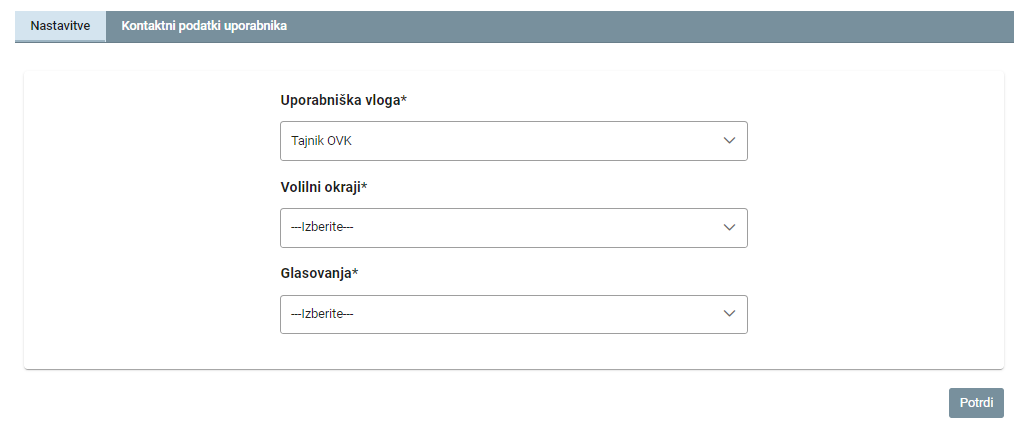 Nastavitve
Kontaktni podatki uporabnika
Uporabniška vloga*
Tajnik OVK
Volilni okraji*
---Izberite---
Glasovanja*
---Izberite---
Potrdi